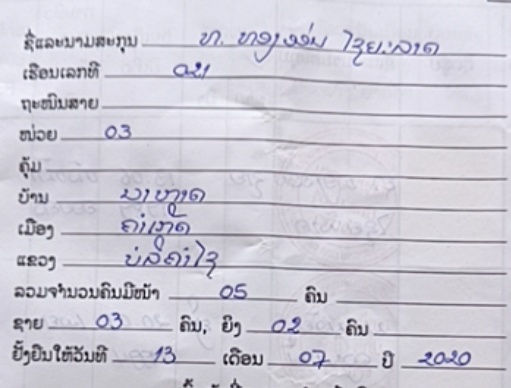 ຊື່ແລະນາມສະກຸນ ທ. ທອງວອນ ໄຊຍະລາດ
ເຮືອນເລກທີ 021
ຖະໜົນສາຍ
ໜ່ວຍ 03
ຄຸ້ມ
ບ້ານ ນາຫາດ
ເມືອງ ຄຳເກີດ
ແຂວງ ບໍລິຄຳໄຊ
ລວມຈຳນວນຄົນມີໜ້າ 05 ຄົນ
ຊາຍ 03 ຄົນ, ຍິງ 02 ຄົນ
ຢັ້ງຢືນໃຫ້ວັນທີ 13 ເດືອນ 07 ປີ 2020